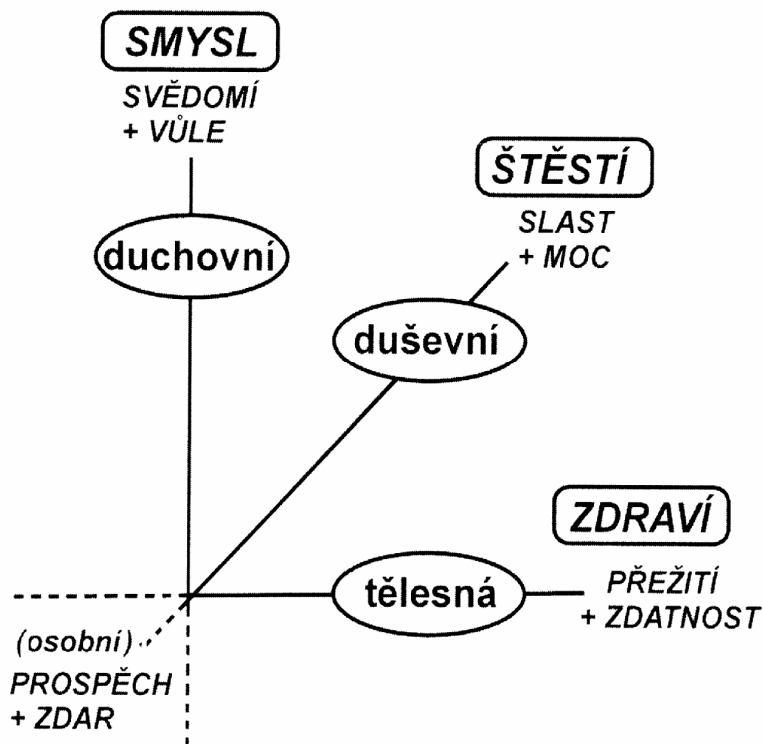 SMYSL
SVĚDOMÍ
+ VŮLE
duchovní
ŠTĚSTÍ
SLAST
+ MOC
duševní
ZDRAVÍ
PŘEŽITÍ
+ ZDATNOST
tělesná
(osobní)
PROSPĚCH
+ ZDAR